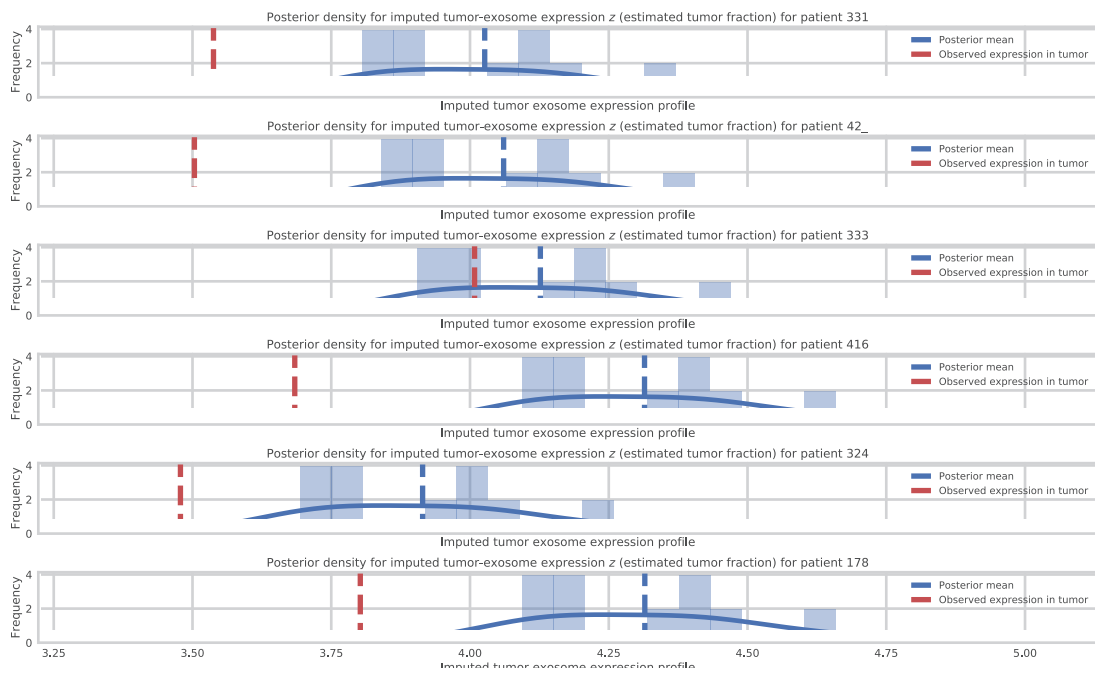 Posterior density for imputed tumor-exosome expression z (estimated tumor fraction) for patient 331
4
2
0
Frequency
Posterior mean
Observed expression in tumor
Imputed tumor exosome expression profile
Posterior density for imputed tumor-exosome expression z (estimated tumor fraction) for patient 42_
4
2
0
Frequency
Posterior mean
Observed expression in tumor
Imputed tumor exosome expression profile
Posterior density for imputed tumor-exosome expression z (estimated tumor fraction) for patient 333
4
2
0
Frequency
Posterior mean
Observed expression in tumor
Imputed tumor exosome expression profile
Posterior density for imputed tumor-exosome expression z (estimated tumor fraction) for patient 416
4
2
0
Frequency
Posterior mean
Observed expression in tumor
Imputed tumor exosome expression profile
Posterior density for imputed tumor-exosome expression z (estimated tumor fraction) for patient 324
4
2
0
Frequency
Posterior mean
Observed expression in tumor
Imputed tumor exosome expression profile
Posterior density for imputed tumor-exosome expression z (estimated tumor fraction) for patient 178
4
2
0
Frequency
Posterior mean
Observed expression in tumor
3.25 3.50 3.75 4.00 4.25 4.50 4.75 5.00
Imputed tumor exosome expression profile